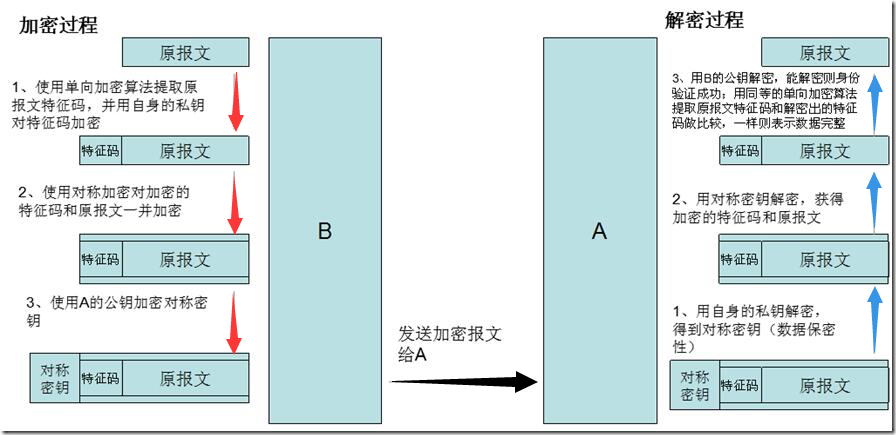 加密过程
原报文
1、使用单向加密算法提取原
报文特征码，并用自身的私钥
对特征码加密
特征码
原报文
2、使用对称加密对加密的
特征码和原报文一并加密
特征码
原报文
3、使用A的公钥加密对称密
钥
对称
密钥
特征码
原报文
B
发送加密报文
给A
A
解密过程
原报文
3、用B的公钥解密，能解密则身份
验证成功；用同等的单向加密算法
提取原报文特征码和解密出的特征
码做比较，一样则表示数据完整
特征码
原报文
2、用对称密钥解密，获得
加密的特征码和原报文
特征码
原报文
1、用自身的私钥解密，
得到对称密钥（数据保密
性）
对称
密钥
特征码
原报文